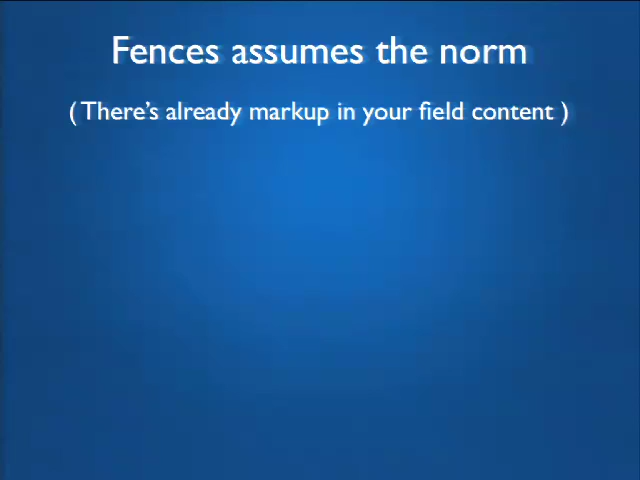 Fences assumes the norm
( There’s already markup in your field content )